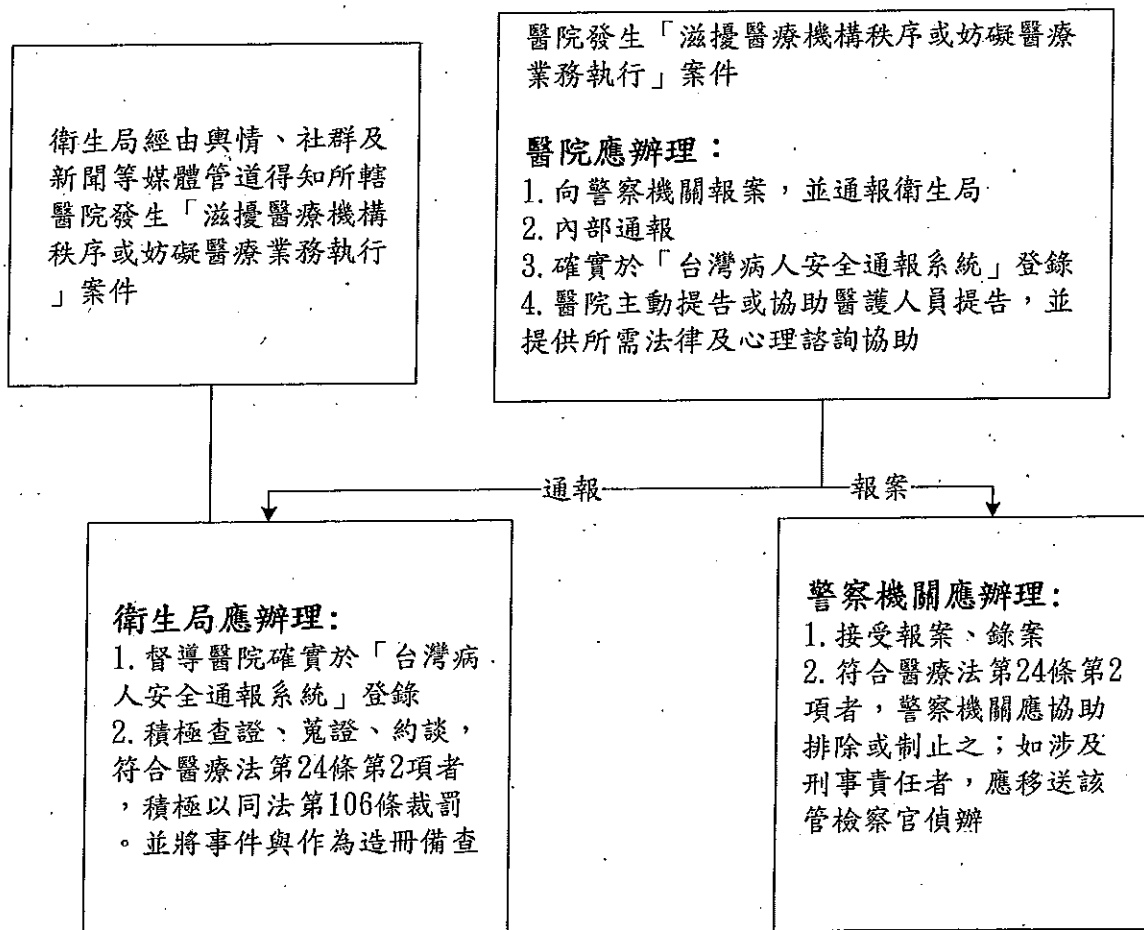 衛生局經由輿情、社群及
新聞等媒體管道得知所轄
醫院發生「滋擾醫療機構
秩序或妨礙醫療業務執行
」案件
醫院發生「滋擾醫療機構秩序或妨礙醫療
業務執行」案件
醫院應辦理：
1. 向警察機關報案，並通報衛生局
2. 內部通報
3. 確實於「台灣病人安全通報系統」登錄
4. 醫院主動提告或協助醫護人員提告，並
提供所需法律及心理諮詢協助
通報
報案
衛生局應辦理:
1. 督導醫院確實於「台灣病
人安全通報系統」登錄
2. 積極查證、蒐證、約談，
符合醫療法第24條第2項者
，積極以同法第106條裁罰
。並將事件與作為造冊備查
警察機關應辦理:
1. 接受報案、錄案
2. 符合醫療法第24條第2
項者，警察機關應協助
排除或制止之；如涉及
刑事責任者，應移送該
管檢察官偵辦